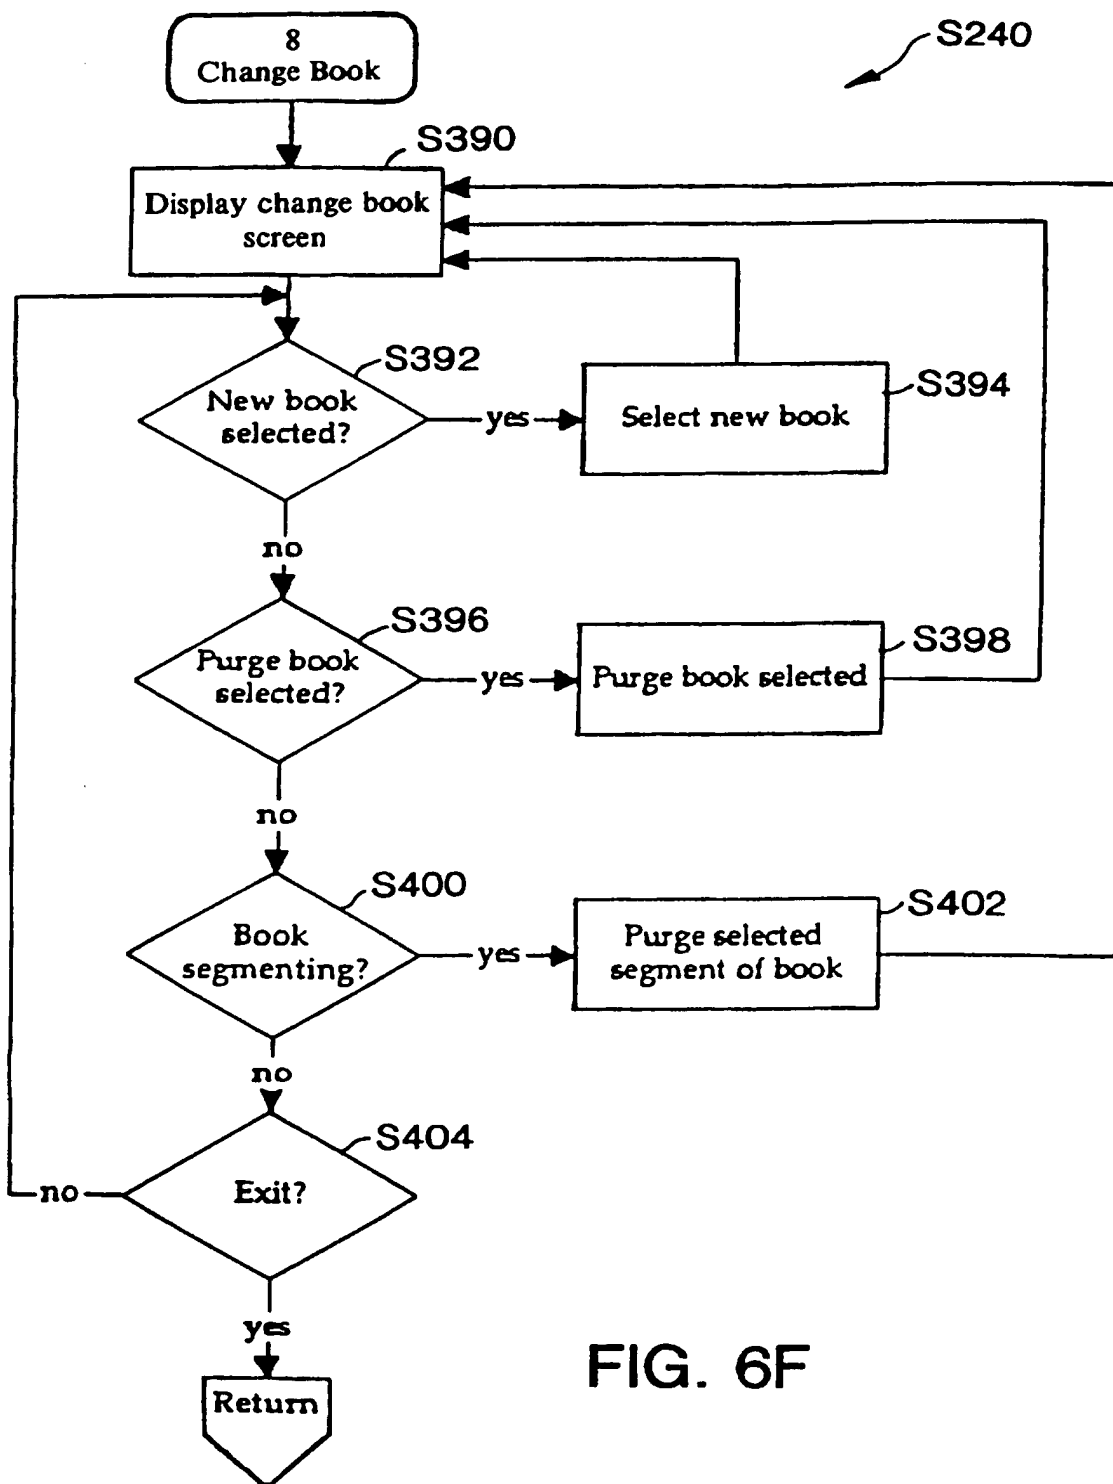 8
Change Book
S240
S390
Display change book
screen
S392
New book
selected?
yes
S394
Select new book
no
S396
Purge book
selected?
yes
S398
Purge book selected
no
S400
Book
segmenting?
yes
S402
Purge selected
segment of book
no
S404
Exit?
no
yes
Return
FIG. 6F